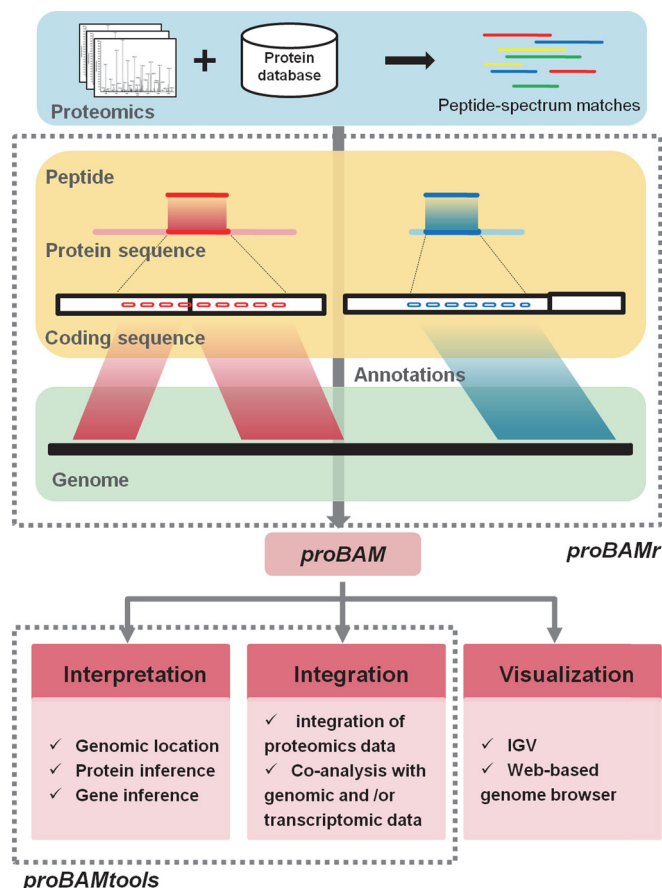 Protein
database
Proteomics
Peptide-spectrum matches
Peptide
Protein sequence
Coding sequence
Annotations
Genome
proBAM
proBAMr
Interpretation
✓ Genomic location
✓ Protein inference
✓ Gene inference
Integration
✓ integration of
proteomics data
✓ Co-analysis with
genomic and /or
transcriptomic data
Visualization
✓ IGV
✓ Web-based
genome browser
proBAMtools